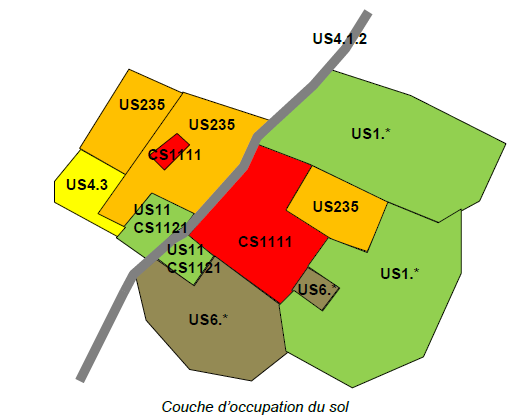 US4.1.2
US235
US235
US1.*
CS1111
US4.3
US11
CS1121
US235
CS1111
US11
CS1121
US1.*
US6.*
US6.*
Couche d'occupation du sol